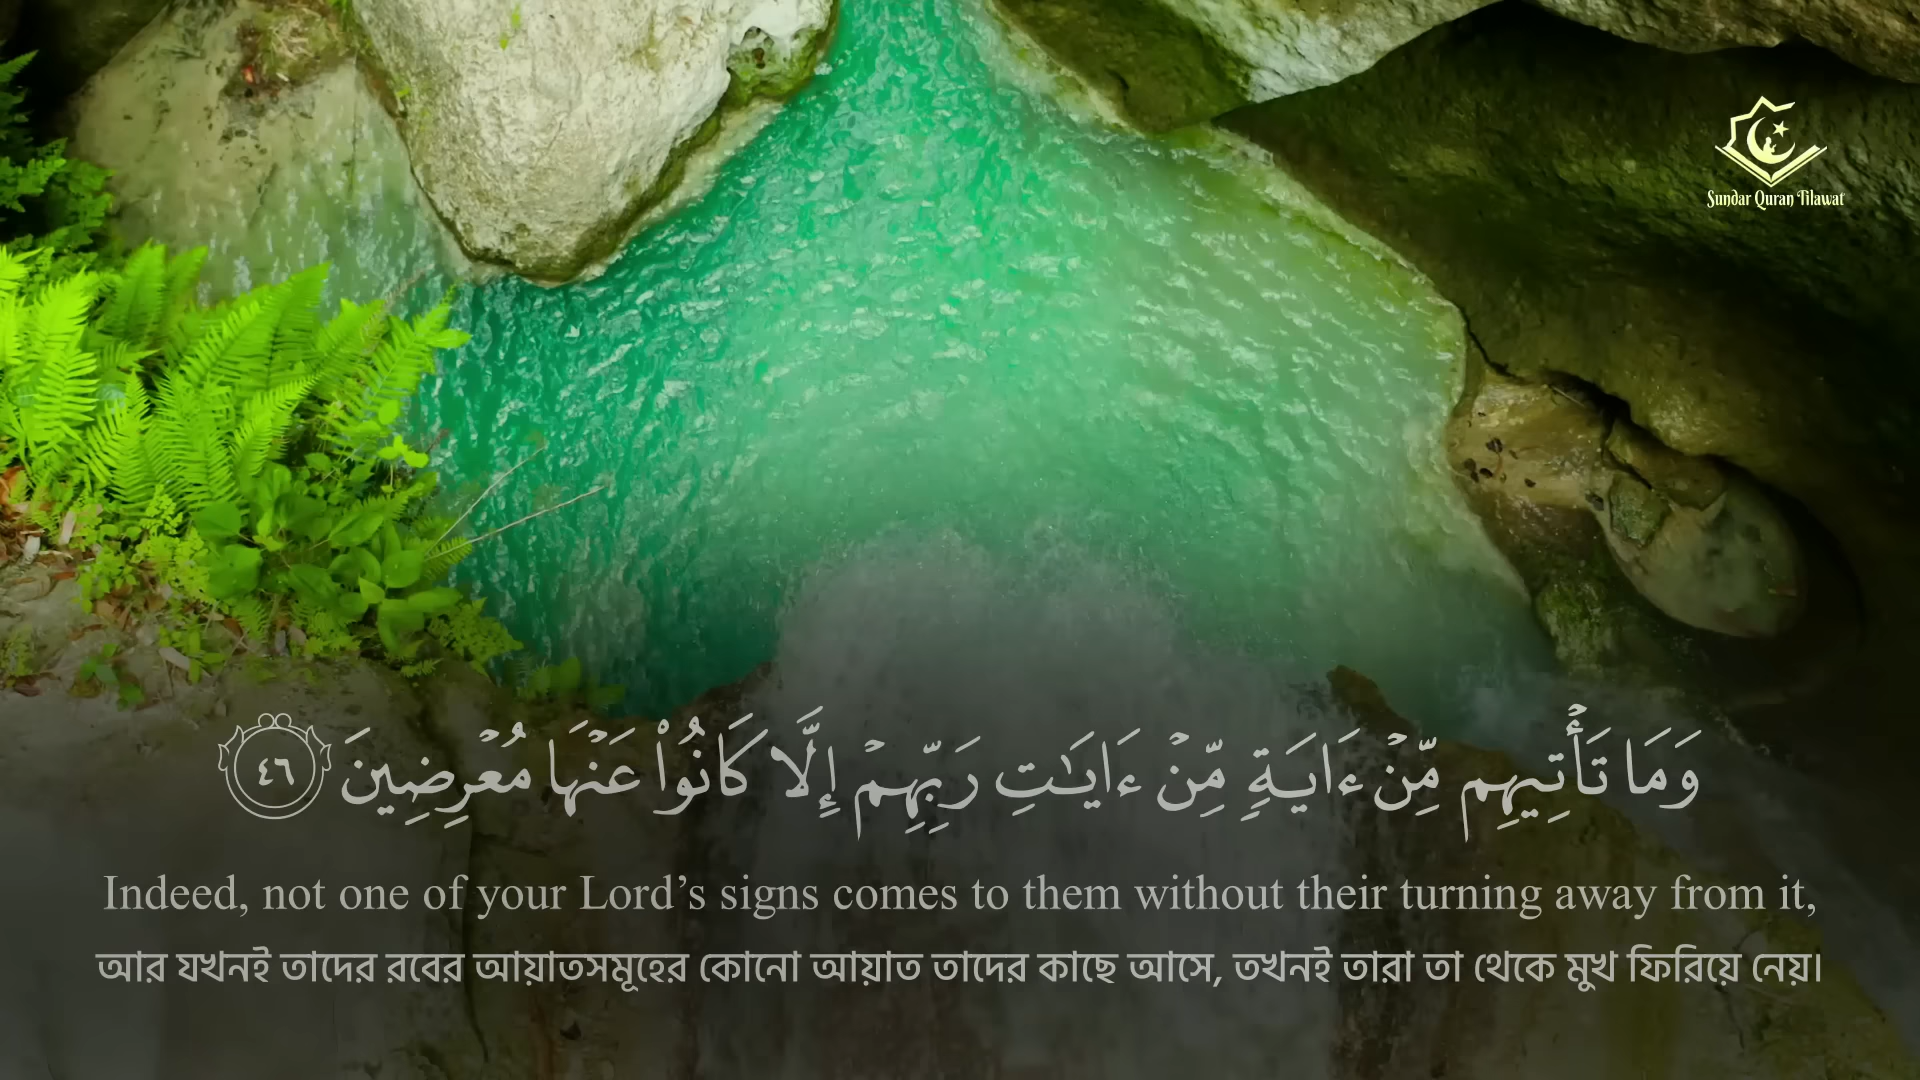 Sundar Quran Tilawat
وَمَا تَأْتِيهِم مِّنْ ءَايَةٍ مِّنْ ءَايَـٰتِ رَبِّهِمْ إِلَّا كَانُوا۟ عَنْهَا مُعْرِضِينَ ٤٦
Indeed, not one of your Lord’s signs comes to them without their turning away from it,
আর যখনই তাদের রবের আয়াতসমূহের কোনো আয়াত তাদের কাছে আসে, তখনই তারা তা থেকে মুখ ফিরিয়ে নেয়।